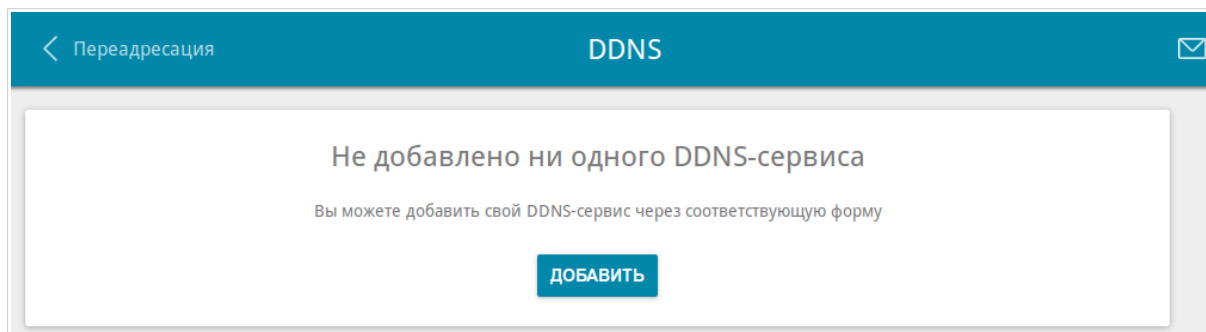 Переадресация
DDNS
Не добавлено ни одного DDNS-сервиса
Вы можете добавить свой DDNS-сервис через соответствующую форму
ДОБАВИТЬ